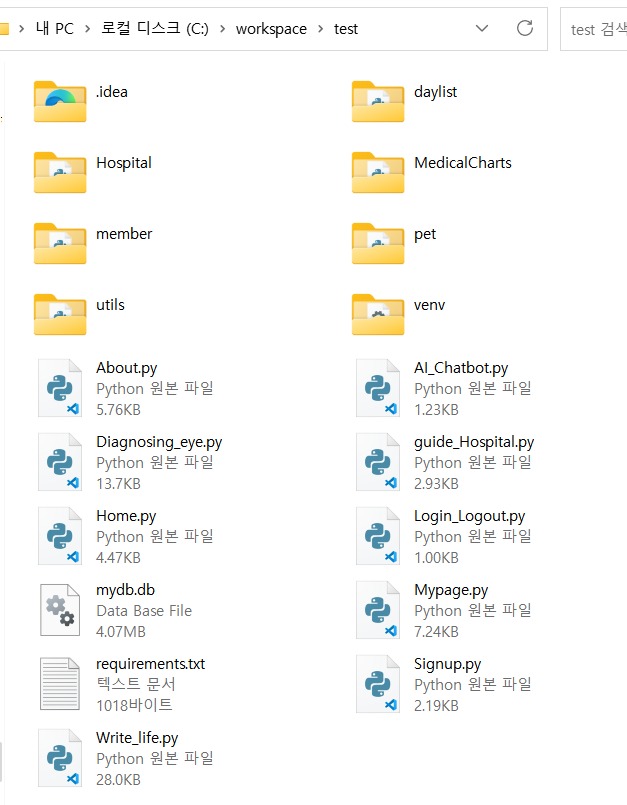 내 PC > 로컬 디스크 (C:) > workspace > test
test 검색
.idea
daylist
Hospital
MedicalCharts
member
pet
utils
venv
About.py
Python 원본 파일
5.76KB
AI_Chatbot.py
Python 원본 파일
1.23KB
Diagnosing_eye.py
Python 원본 파일
13.7KB
guide_Hospital.py
Python 원본 파일
2.93KB
Home.py
Python 원본 파일
4.47KB
Login_Logout.py
Python 원본 파일
1.00KB
mydb.db
Data Base File
4.07MB
Mypage.py
Python 원본 파일
7.24KB
requirements.txt
텍스트 문서
1018바이트
Signup.py
Python 원본 파일
2.19KB
Write_life.py
Python 원본 파일
28.0KB